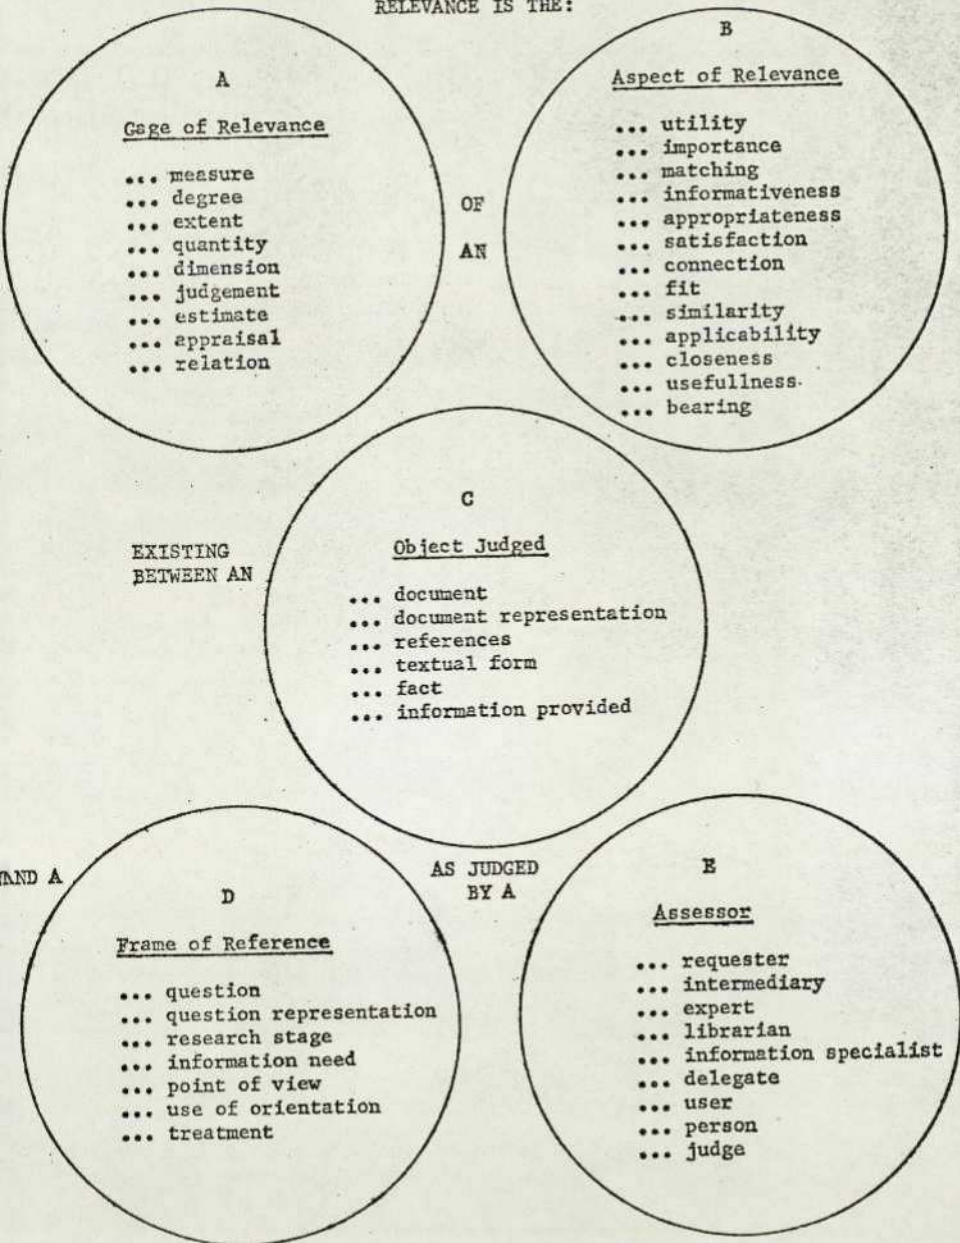 RELEVANCE IS THE:
A
Gage of Relevance
... measure
... degree
... extent
... quantity
... dimension
... judgement
... estimate
... appraisal
... relation
OF
AN
B
Aspect of Relevance
... utility
... importance
... matching
... informativeness
... appropriateness
... satisfaction
... connection
... fit
... similarity
... applicability
... closeness
... usefullness
... bearing
EXISTING
BETWEEN AN
C
Object Judged
... document
... document representation
... references
... textual form
... fact
... information provided
AND A
D
Frame of Reference
... question
... question representation
... research stage
... information need
... point of view
... use of orientation
... treatment
AS JUDGED
BY A
E
Assessor
... requester
... intermediary
... expert
... librarian
... information specialist
... delegate
... user
... person
... judge